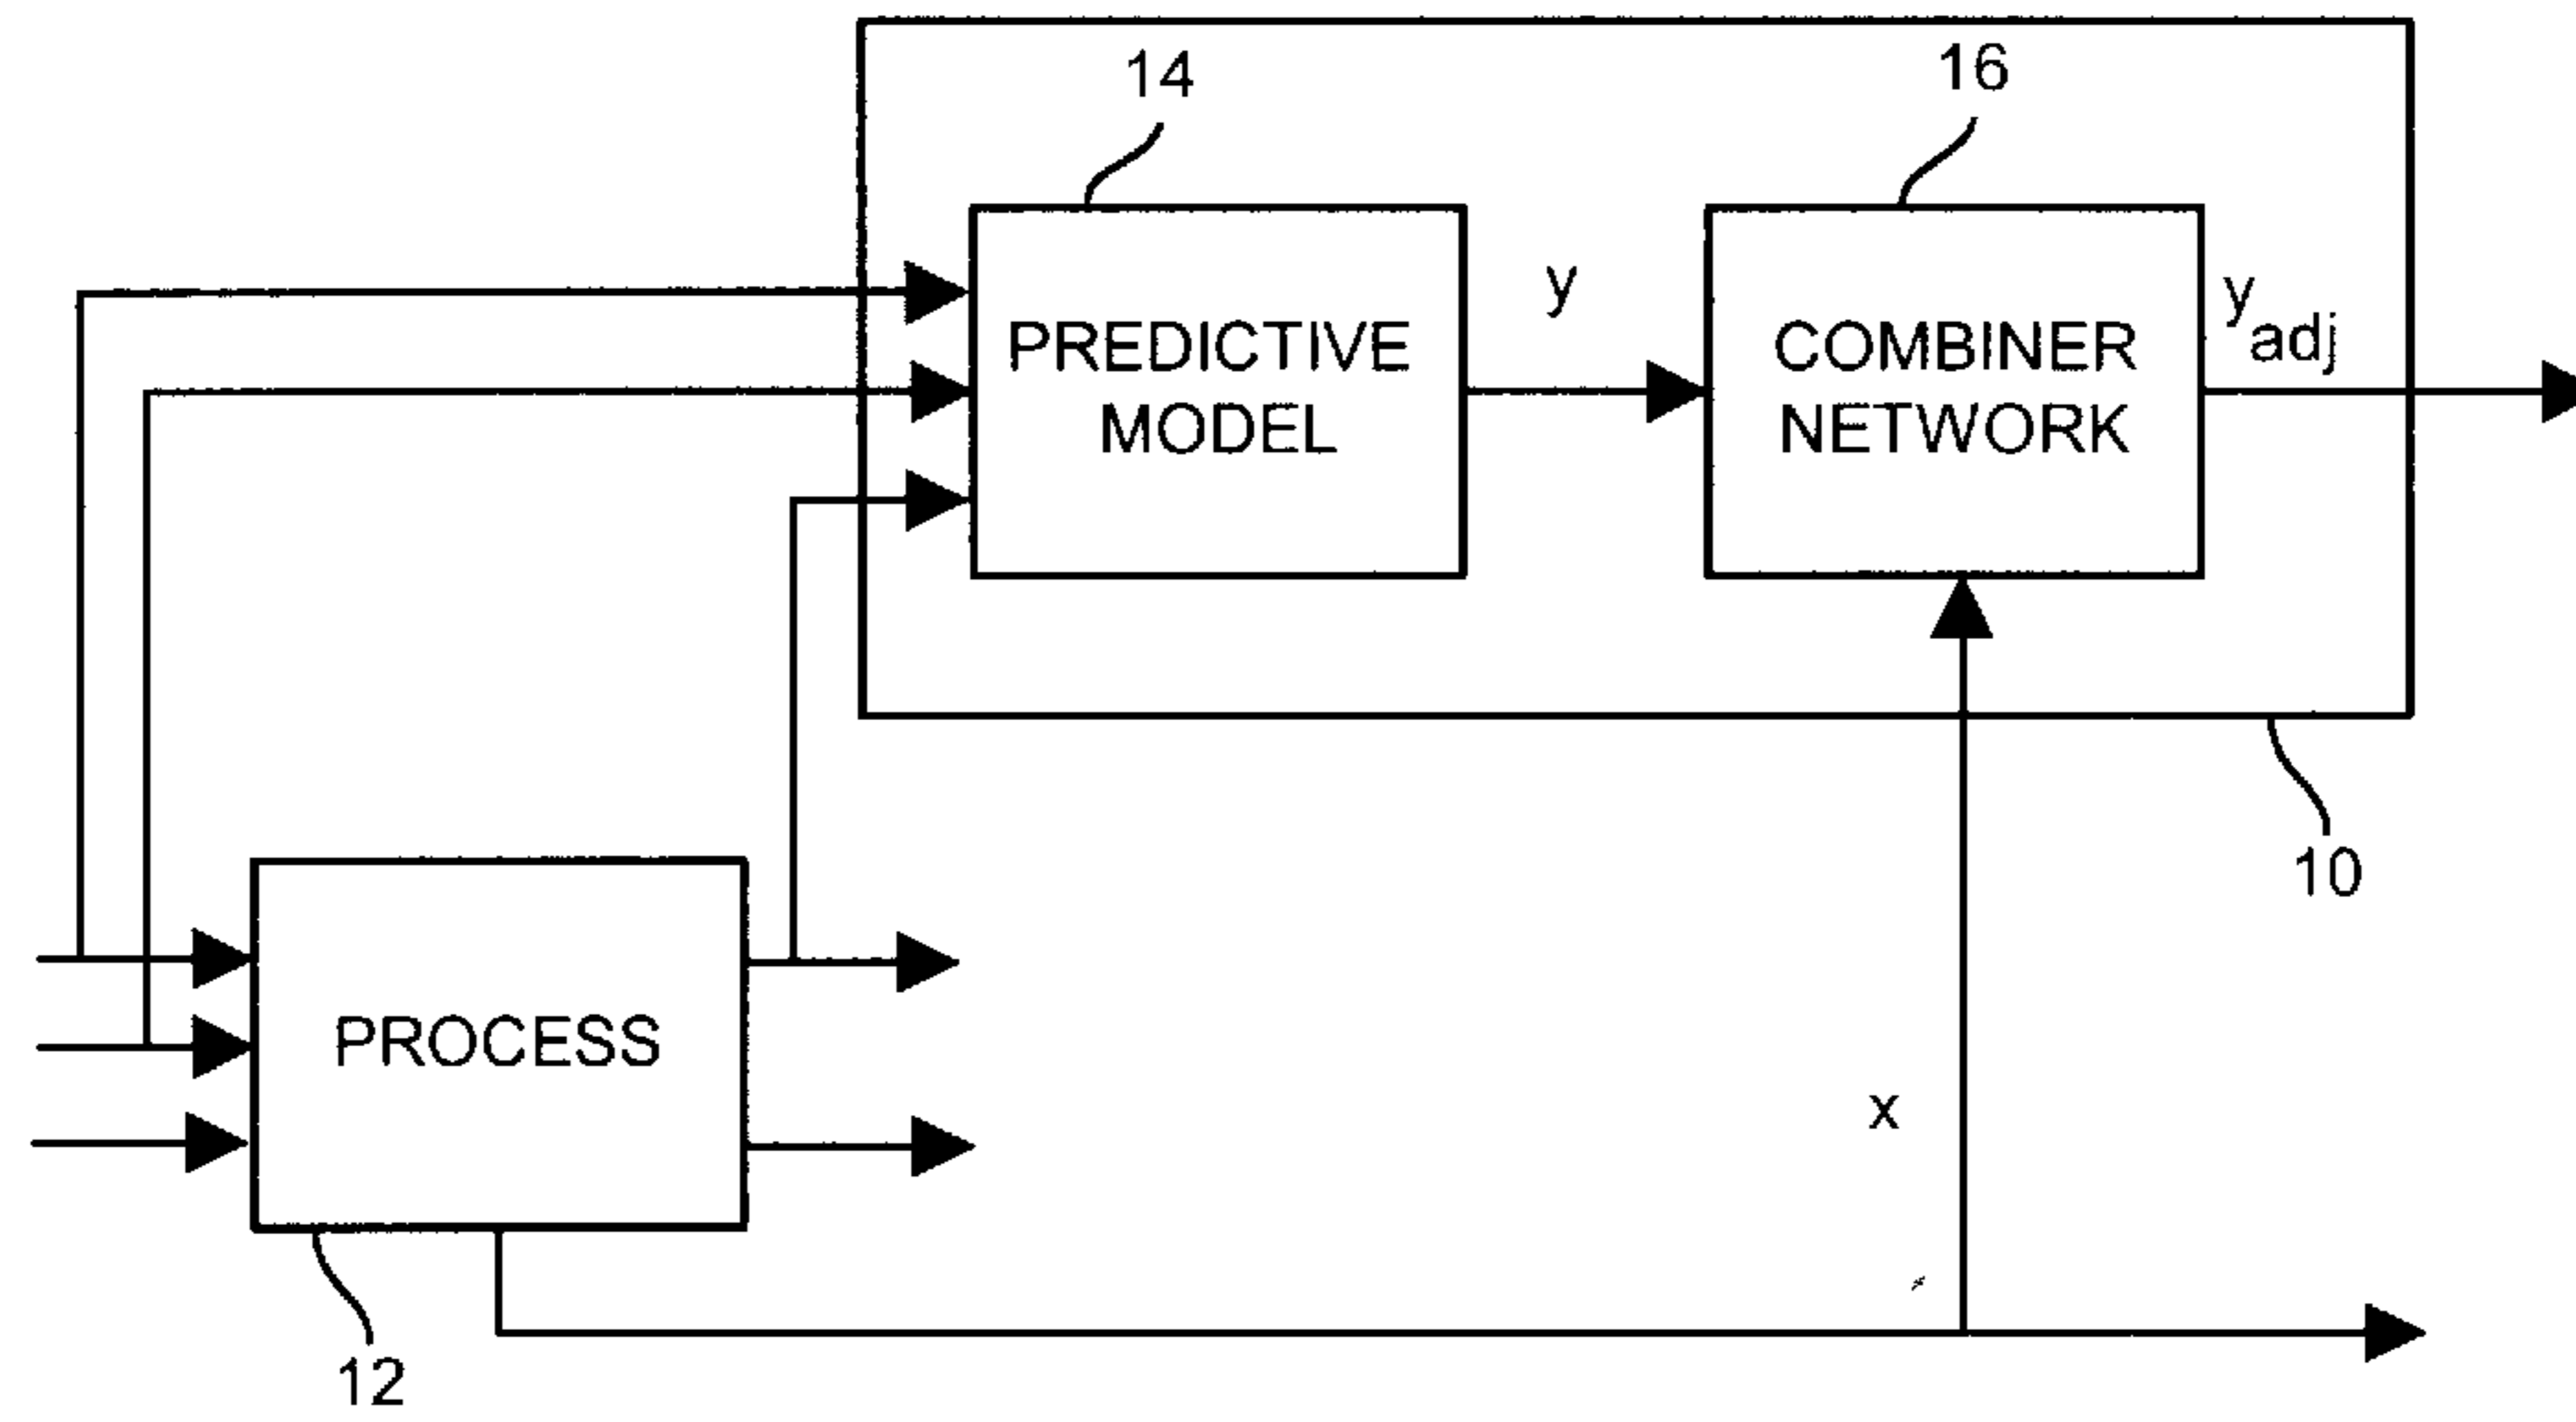 14
16
PREDICTIVE
MODEL
y
COMBINER
NETWORK
y adj
10
PROCESS
x
12